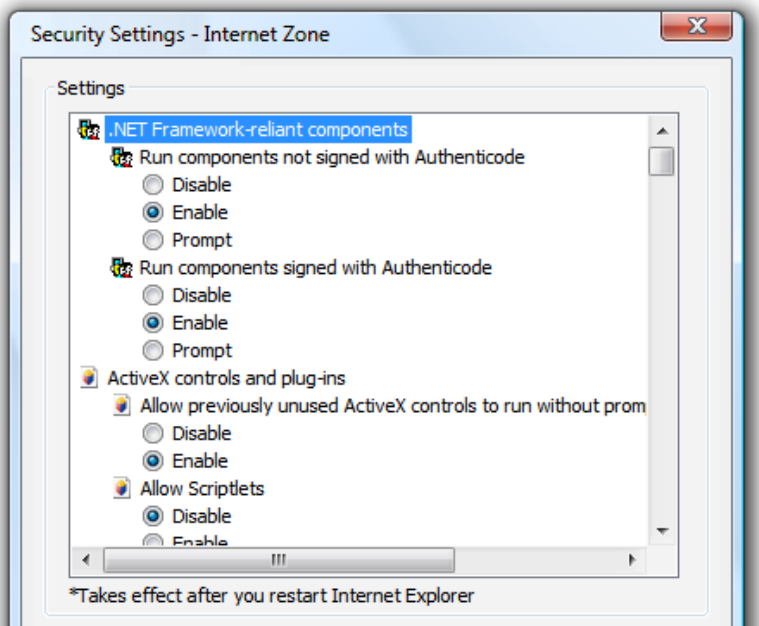 Security Settings - Internet Zone
Settings
.NET Framework-reliant components
Run components not signed with Authenticode
Disable
Enable
Prompt
Run components signed with Authenticode
Disable
Enable
Prompt
ActiveX controls and plug-ins
Allow previously unused ActiveX controls to run without prom
Disable
Enable
Allow Scriptlets
Disable
Enable
*Takes effect after you restart Internet Explorer